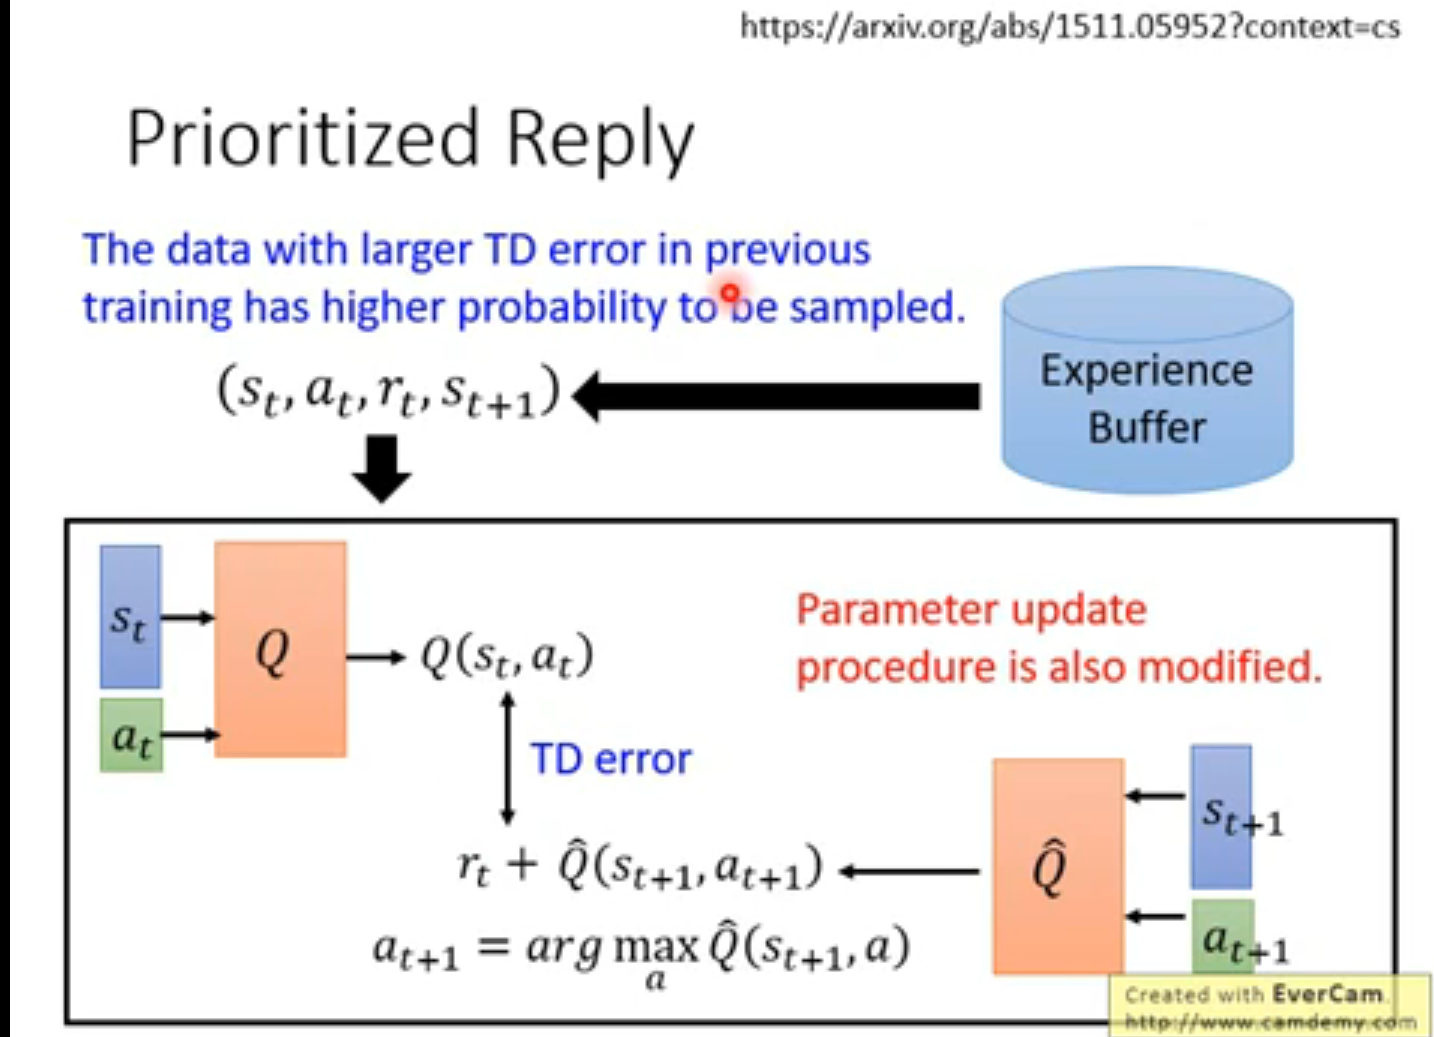 https://arxiv.org/abs/1511.05952?context=cs
Prioritized Reply
The data with larger TD error in previous
training has higher probability to be sampled.
(s_t, a_t, r_t, s_{t+1})
Experience
Buffer
s_t
a_t
Q
Q(s_t, a_t)
Parameter update
procedure is also modified.
TD error
r_t + Q̂(s_{t+1}, a_{t+1})
a_{t+1} = arg max_a Q̂(s_{t+1}, a)
Q̂
s_{t+1}
a_{t+1}
Created with EverCam.
http://www.camdemy.com